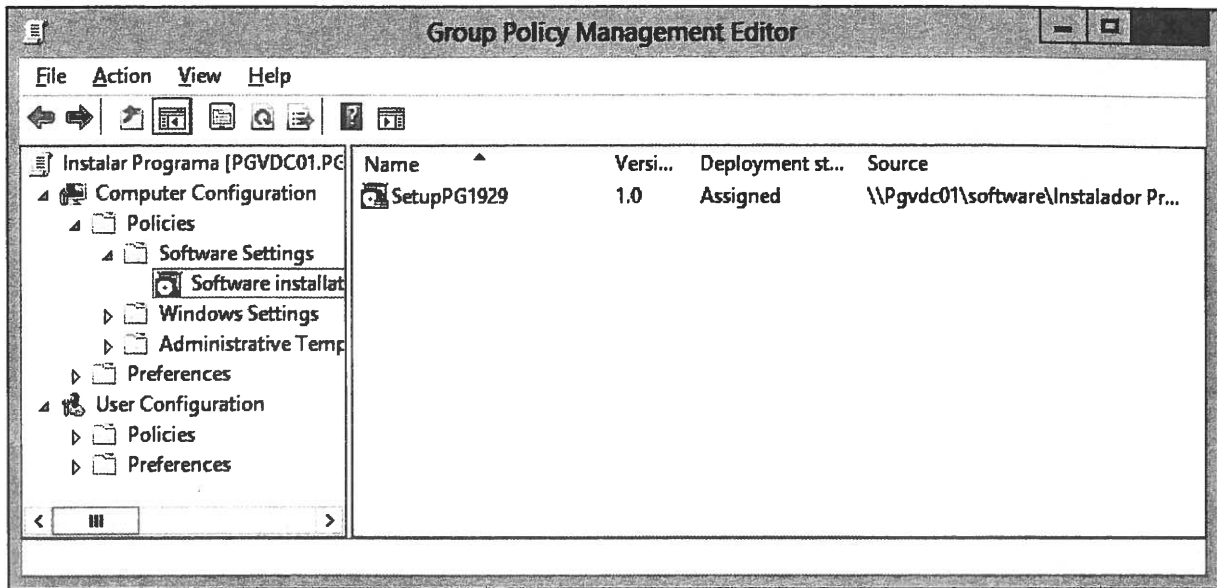 Group Policy Management Editor
File Action View Help
Instalar Programa [PGVDC01.PG
Computer Configuration
Policies
Software Settings
Software installat
Windows Settings
Administrative Temp
Preferences
User Configuration
Policies
Preferences
Name Versi... Deployment st... Source
SetupPG1929 1.0 Assigned \\Pgvdc01\software\Instalador Pr...